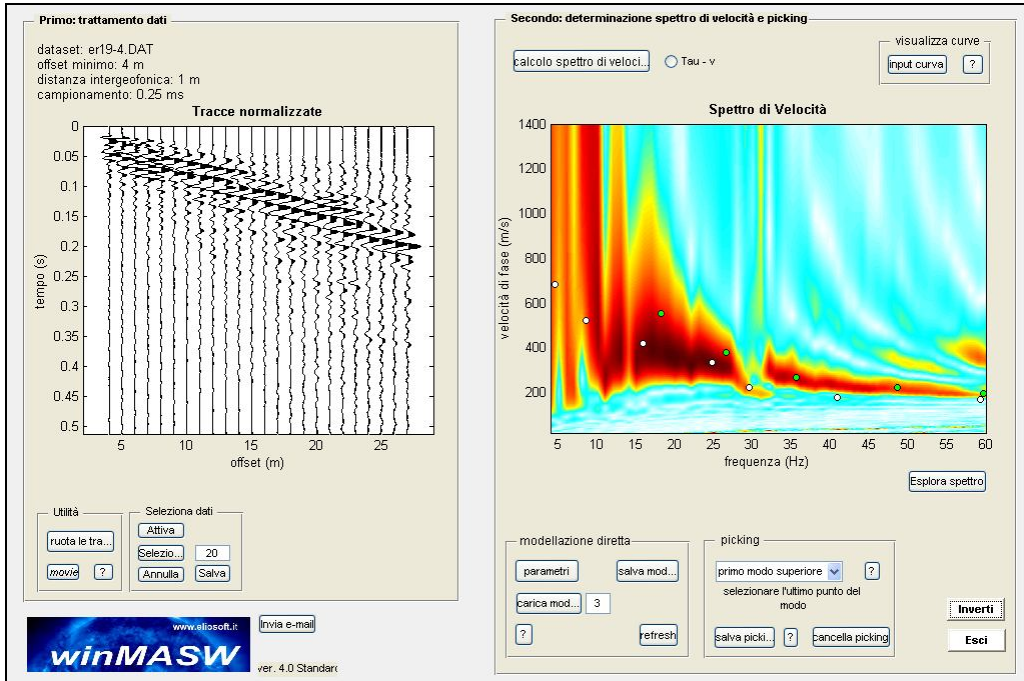 Primo: trattamento dati
dataset: er19-4.DAT
offset minimo: 4 m
distanza intergeofonica: 1 m
campionamento: 0.25 ms
Tracce normalizzate
0
0.05
0.1
0.15
0.2
0.25
0.3
0.35
0.4
0.45
0.5
tempo (s)
5 10 15 20 25
offset (m)
Utilità
ruota le tra...
movie ?
Seleziona dati
Attiva
Selezio... 20
Annulla Salva
www.eliosoft.it
winMASW
Invia e-mail
ver. 4.0 Standar
Secondo: determinazione spettro di velocità e picking
calcolo spettro di veloci...
Tau - v
visualizza curve
input curva ?
Spettro di Velocità
1400
1200
1000
800
600
400
200
velocità di fase (m/s)
5 10 15 20 25 30 35 40 45 50 55 60
frequenza (Hz)
Esplora spettro
modellazione diretta
parametri salva mod...
carica mod... 3
? refresh
picking
primo modo superiore ?
selezionare l'ultimo punto del
modo
salva picki... ? cancella picking
Inverti
Esci